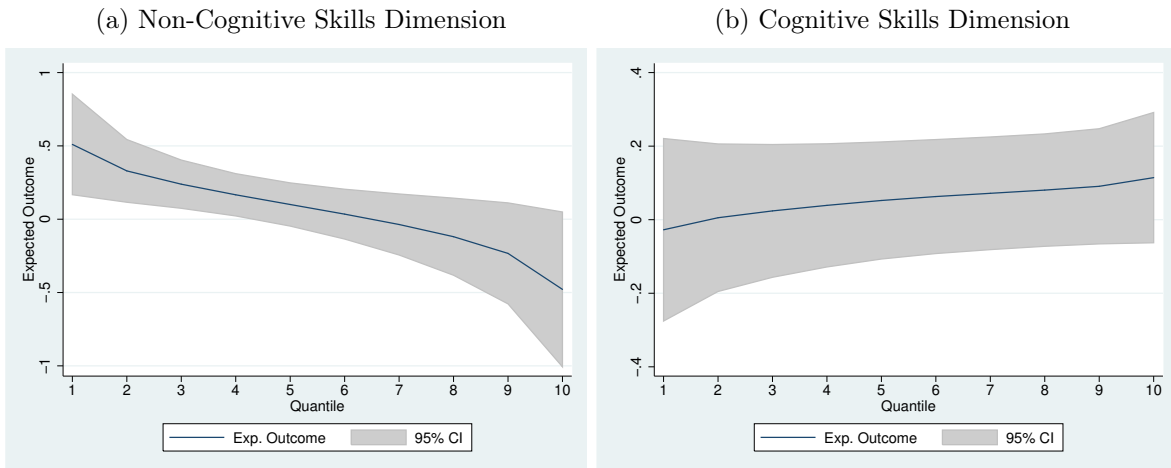 (a) Non-Cognitive Skills Dimension
Expected Outcome
1
.5
0
-.5
-1
1 2 3 4 5 6 7 8 9 10
Quantile
Exp. Outcome 95% CI
(b) Cognitive Skills Dimension
Expected Outcome
.4
.2
0
-.2
-.4
1 2 3 4 5 6 7 8 9 10
Quantile
Exp. Outcome 95% CI